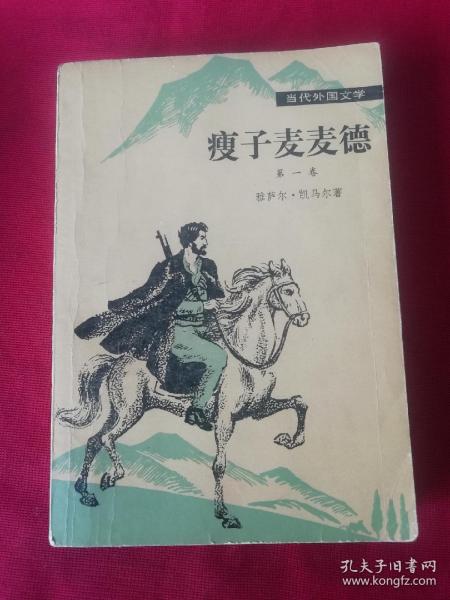 当代外国文学
瘦子麦麦德
第一卷
雅萨尔·凯马尔著
孔夫子旧书网
www.kongfz.com